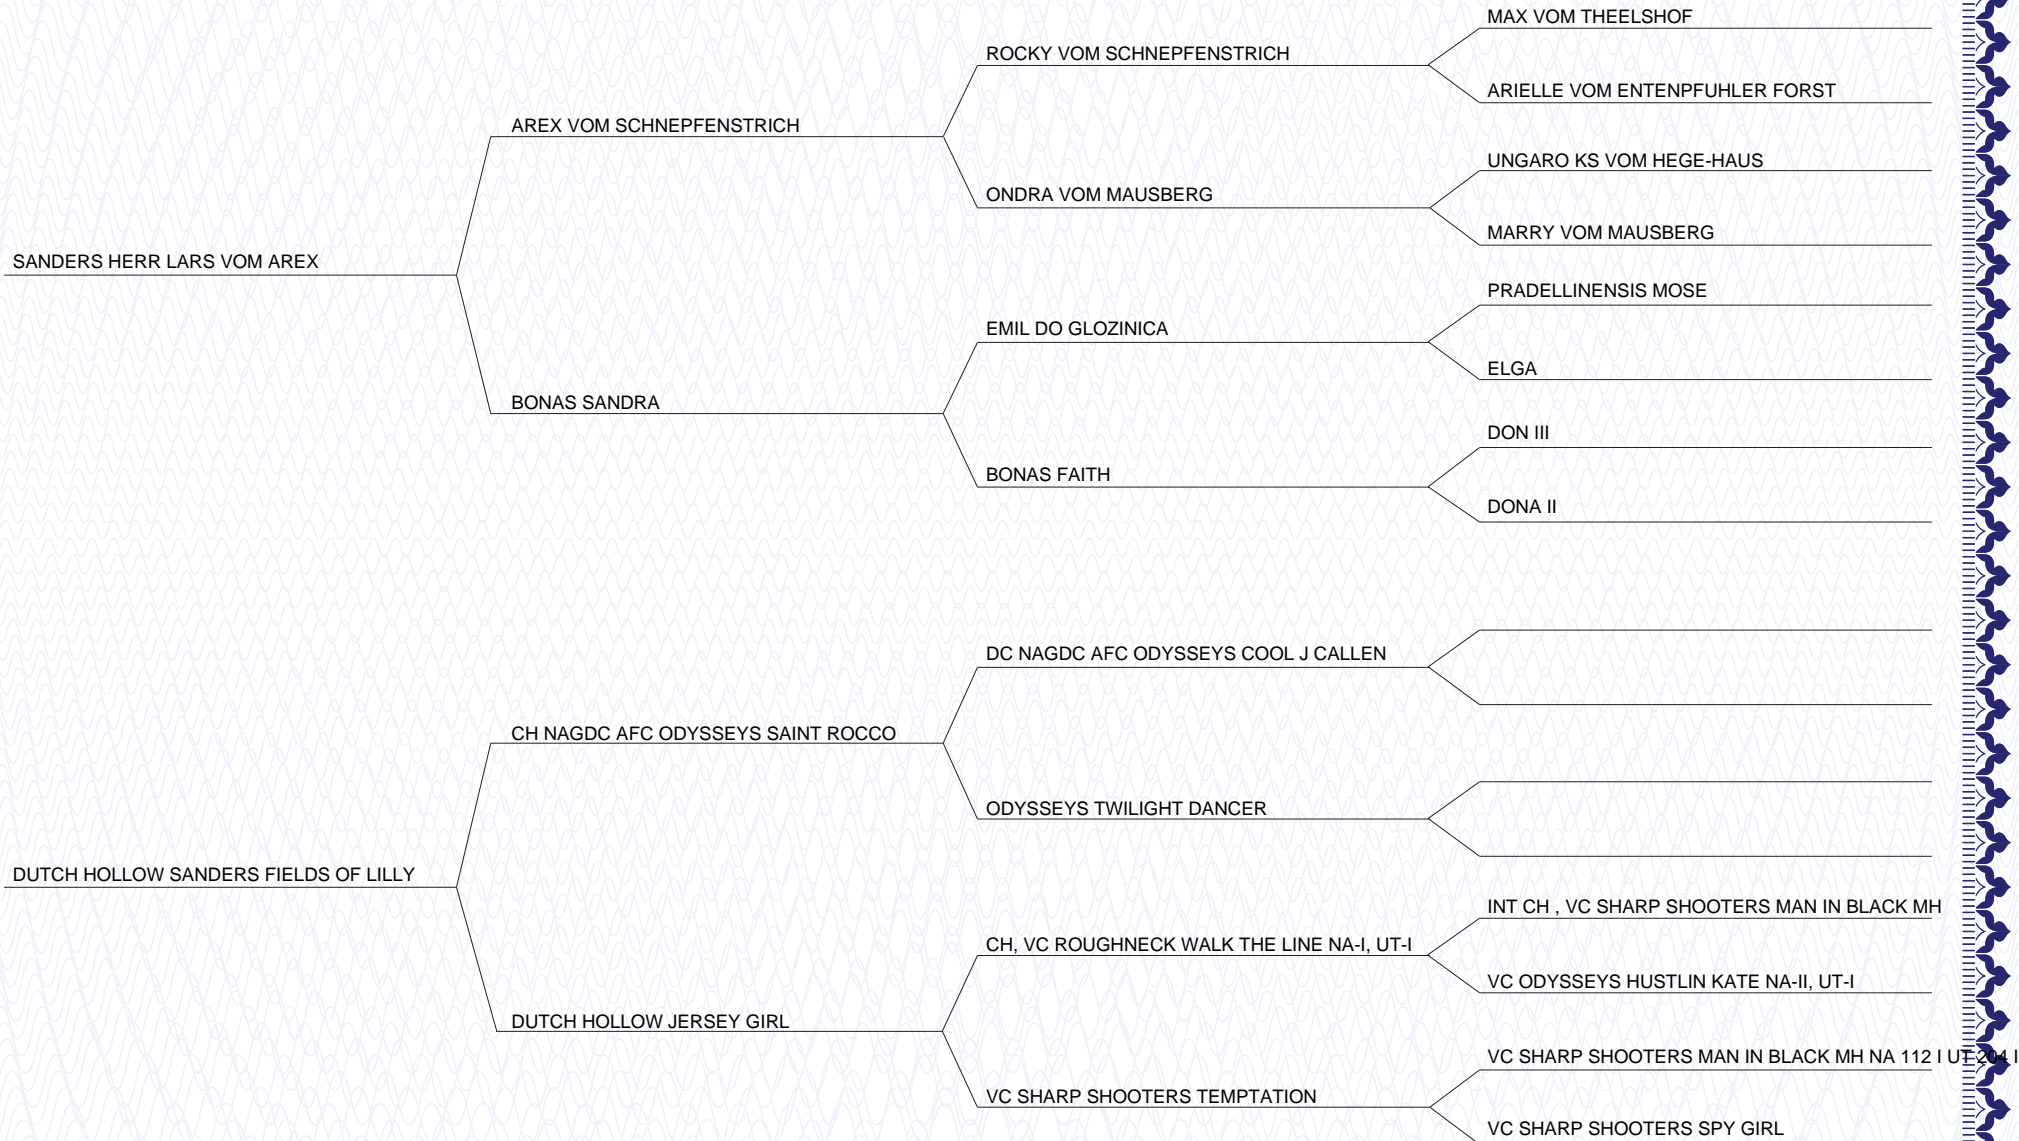 MAX VOM THEELSHOF
ROCKY VOM SCHNEPFENSTRICH
ARIELLE VOM ENTENPFUHLER FORST
AREX VOM SCHNEPFENSTRICH
UNGARO KS VOM HEGE-HAUS
ONDRA VOM MAUSBERG
MARRY VOM MAUSBERG
SANDERS HERR LARS VOM AREX
PRADELLINENSIS MOSE
EMIL DO GLOZINICA
ELGA
BONAS SANDRA
DON III
BONAS FAITH
DONA II
DC NAGDC AFC ODYSSEYS COOL J CALLEN
CH NAGDC AFC ODYSSEYS SAINT ROCCO
ODYSSEYS TWILIGHT DANCER
DUTCH HOLLOW SANDERS FIELDS OF LILLY
INT CH , VC SHARP SHOOTERS MAN IN BLACK MH
CH, VC ROUGHNECK WALK THE LINE NA-I, UT-I
VC ODYSSEYS HUSTLIN KATE NA-II, UT-I
DUTCH HOLLOW JERSEY GIRL
VC SHARP SHOOTERS MAN IN BLACK MH NA 112 I UT 204 I
VC SHARP SHOOTERS TEMPTATION
VC SHARP SHOOTERS SPY GIRL